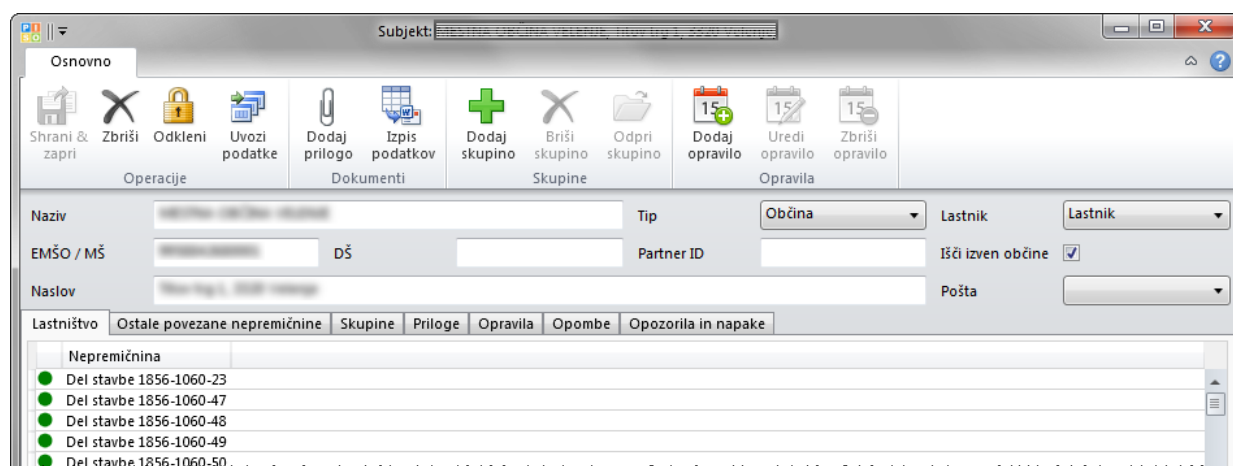 Subjekt:
Osnovno
Shrani & zapri
Zbriši
Odkleni
Uvozi podatke
Dodaj prilogo
Izpis podatkov
Dodaj skupino
Briši skupino
Odpri skupino
Dodaj opravilo
Uredi opravilo
Zbriši opravilo
Operacije
Dokumenti
Skupine
Opravila
Naziv
Tip Občina
Lastnik Lastnik
EMŠO / MŠ
DŠ
Partner ID
Išči izven občine
Naslov
Pošta
Lastništvo Ostale povezane nepremičnine Skupine Priloge Opravila Opombe Opozorila in napake
Nepremičnina
Del stavbe 1856-1060-23
Del stavbe 1856-1060-47
Del stavbe 1856-1060-48
Del stavbe 1856-1060-49
Del stavbe 1856-1060-50